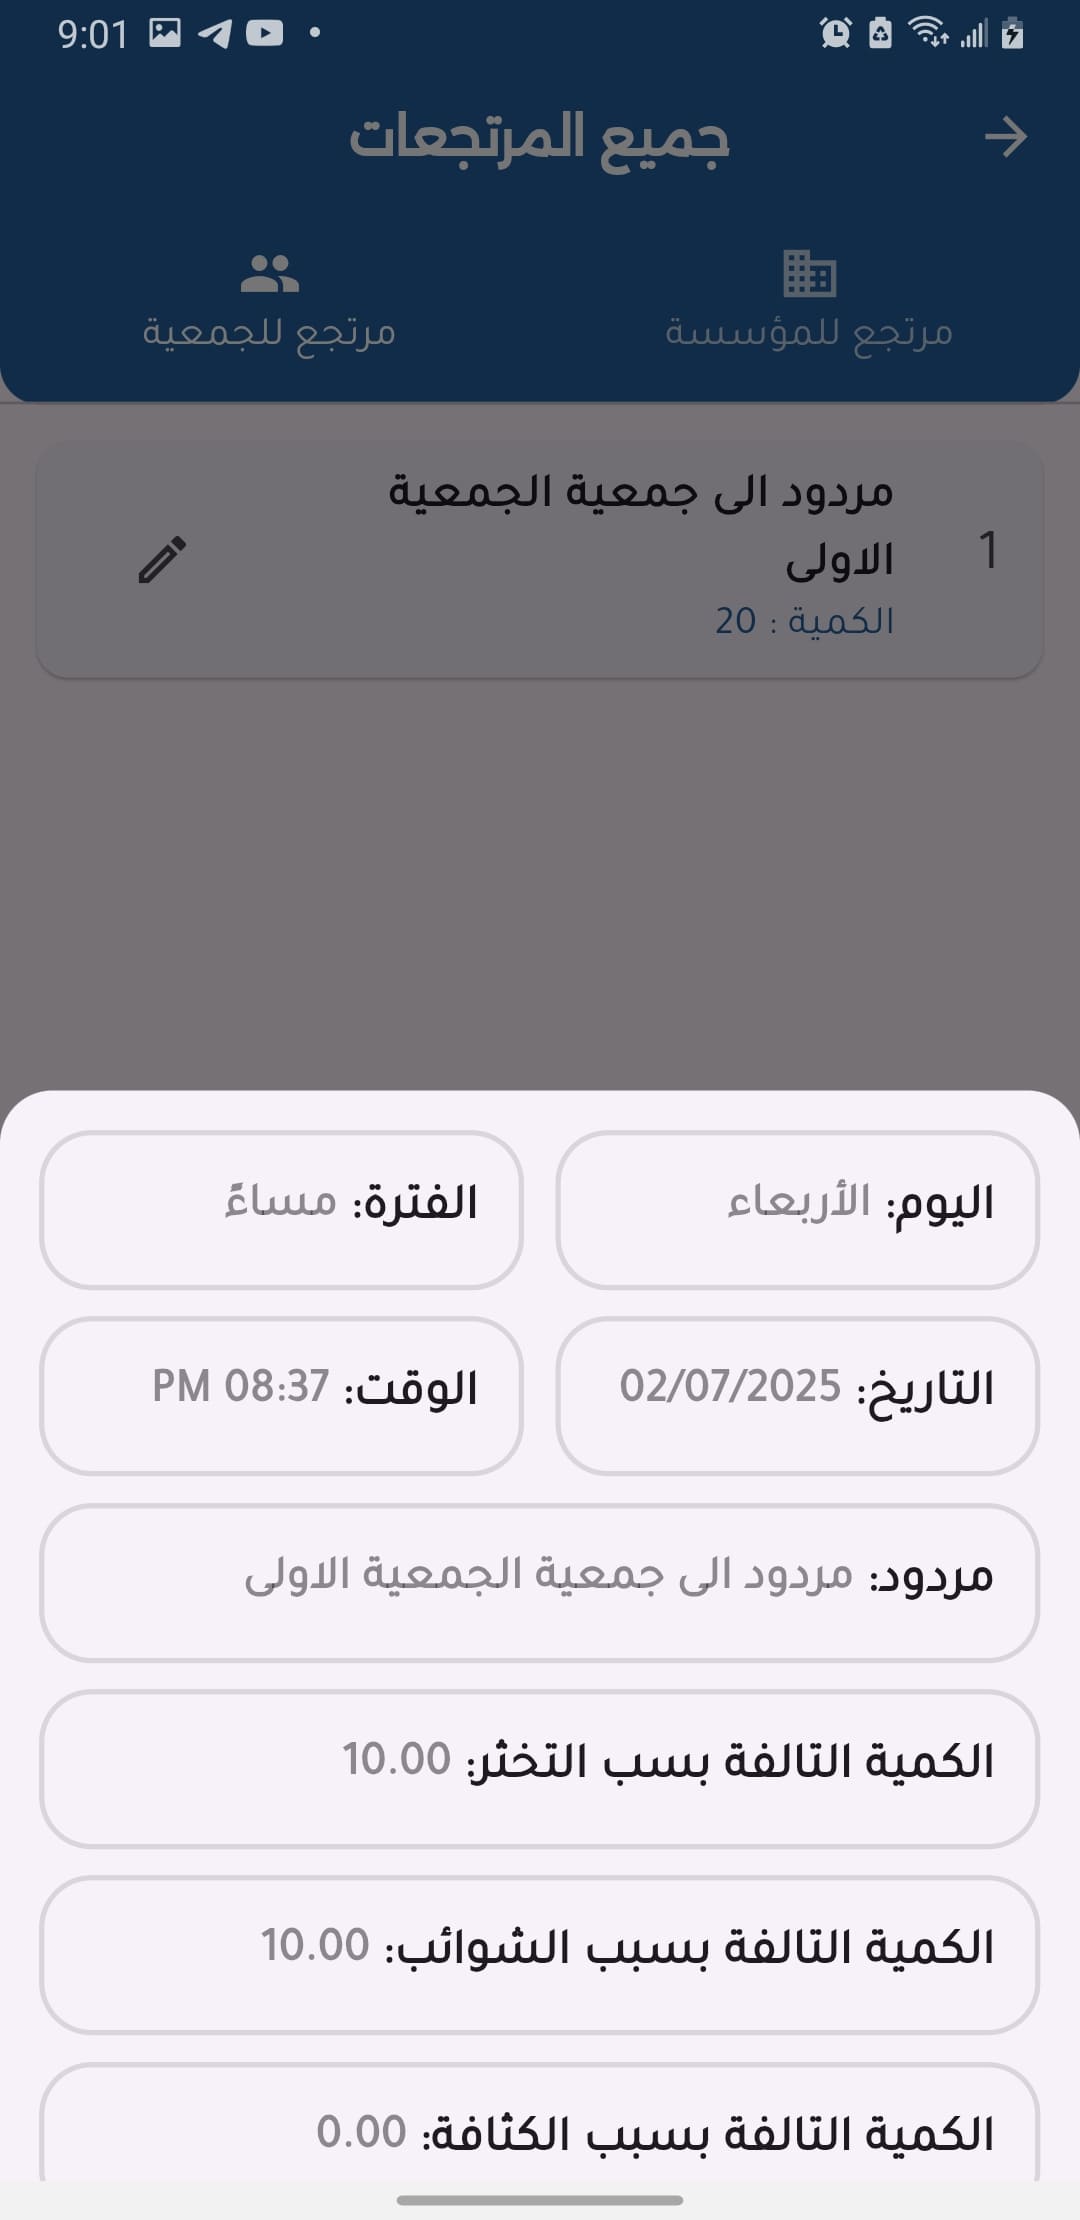 9:01
جميع المرتجعات
مرتجع للمؤسسة
مرتجع للجمعية
1
مردود الى جمعية الجمعية
الاولى
الكمية : 20
اليوم: الأربعاء
الفترة: مساءً
التاريخ: 02/07/2025
الوقت: 08:37 PM
مردود: مردود الى جمعية الجمعية الاولى
الكمية التالفة بسب التخثر: 10.00
الكمية التالفة بسبب الشوائب: 10.00
الكمية التالفة بسبب الكثافة: 0.00